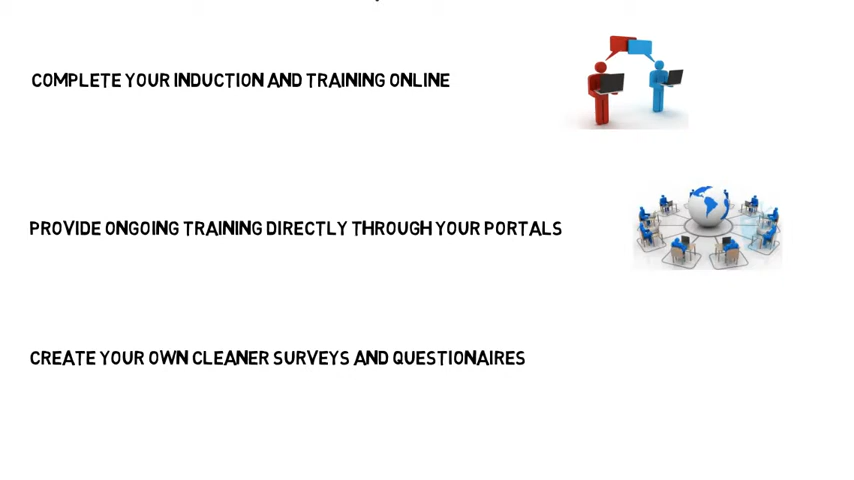 COMPLETE YOUR INDUCTION AND TRAINING ONLINE
PROVIDE ONGOING TRAINING DIRECTLY THROUGH YOUR PORTALS
CREATE YOUR OWN CLEANER SURVEYS AND QUESTIONAIRES